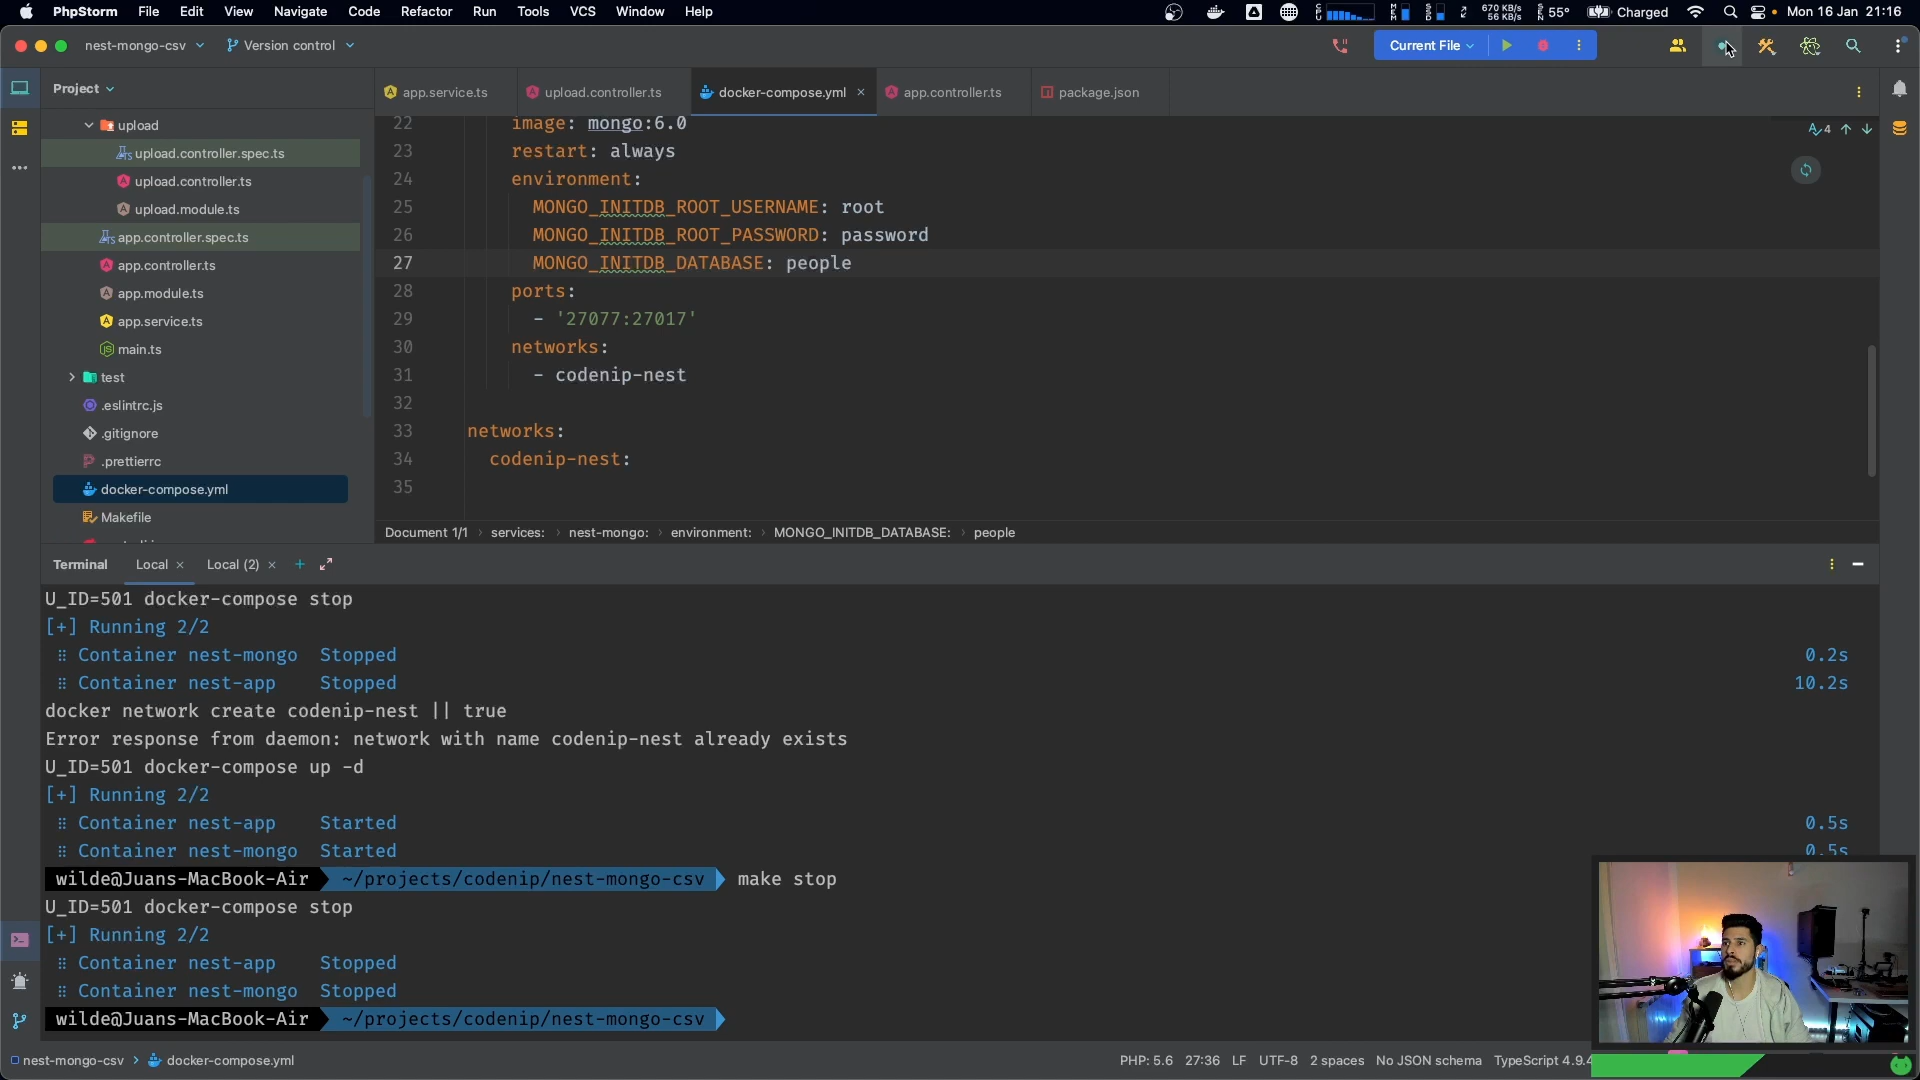 PhpStorm File Edit View Navigate Code Refactor Run Tools VCS Window Help
670 KB/s
56 KB/s
55°
Charged
Mon 16 Jan 21:16
nest-mongo-csv
Version control
Current File
Project
app.service.ts
upload.controller.ts
docker-compose.yml
app.controller.ts
package.json
upload
upload.controller.spec.ts
upload.controller.ts
upload.module.ts
app.controller.spec.ts
app.controller.ts
app.module.ts
app.service.ts
main.ts
test
.eslintrc.js
.gitignore
.prettierrc
docker-compose.yml
Makefile
4
22 image: mongo:6.0
23 restart: always
24 environment:
25 MONGO_INITDB_ROOT_USERNAME: root
26 MONGO_INITDB_ROOT_PASSWORD: password
27 MONGO_INITDB_DATABASE: people
28 ports:
29 - '27077:27017'
30 networks:
31 - codenip-nest
32
33 networks:
34 codenip-nest:
35
Document 1/1 › services: › nest-mongo: › environment: › MONGO_INITDB_DATABASE: › people
Terminal Local Local (2)
U_ID=501 docker-compose stop
[+] Running 2/2
⠿ Container nest-mongo Stopped 0.2s
⠿ Container nest-app Stopped 10.2s
docker network create codenip-nest || true
Error response from daemon: network with name codenip-nest already exists
U_ID=501 docker-compose up -d
[+] Running 2/2
⠿ Container nest-app Started 0.5s
⠿ Container nest-mongo Started 0.5s
wilde@Juans-MacBook-Air ~/projects/codenip/nest-mongo-csv make stop
U_ID=501 docker-compose stop
[+] Running 2/2
⠿ Container nest-app Stopped
⠿ Container nest-mongo Stopped
wilde@Juans-MacBook-Air ~/projects/codenip/nest-mongo-csv
nest-mongo-csv › docker-compose.yml
PHP: 5.6 27:36 LF UTF-8 2 spaces No JSON schema TypeScript 4.9.4